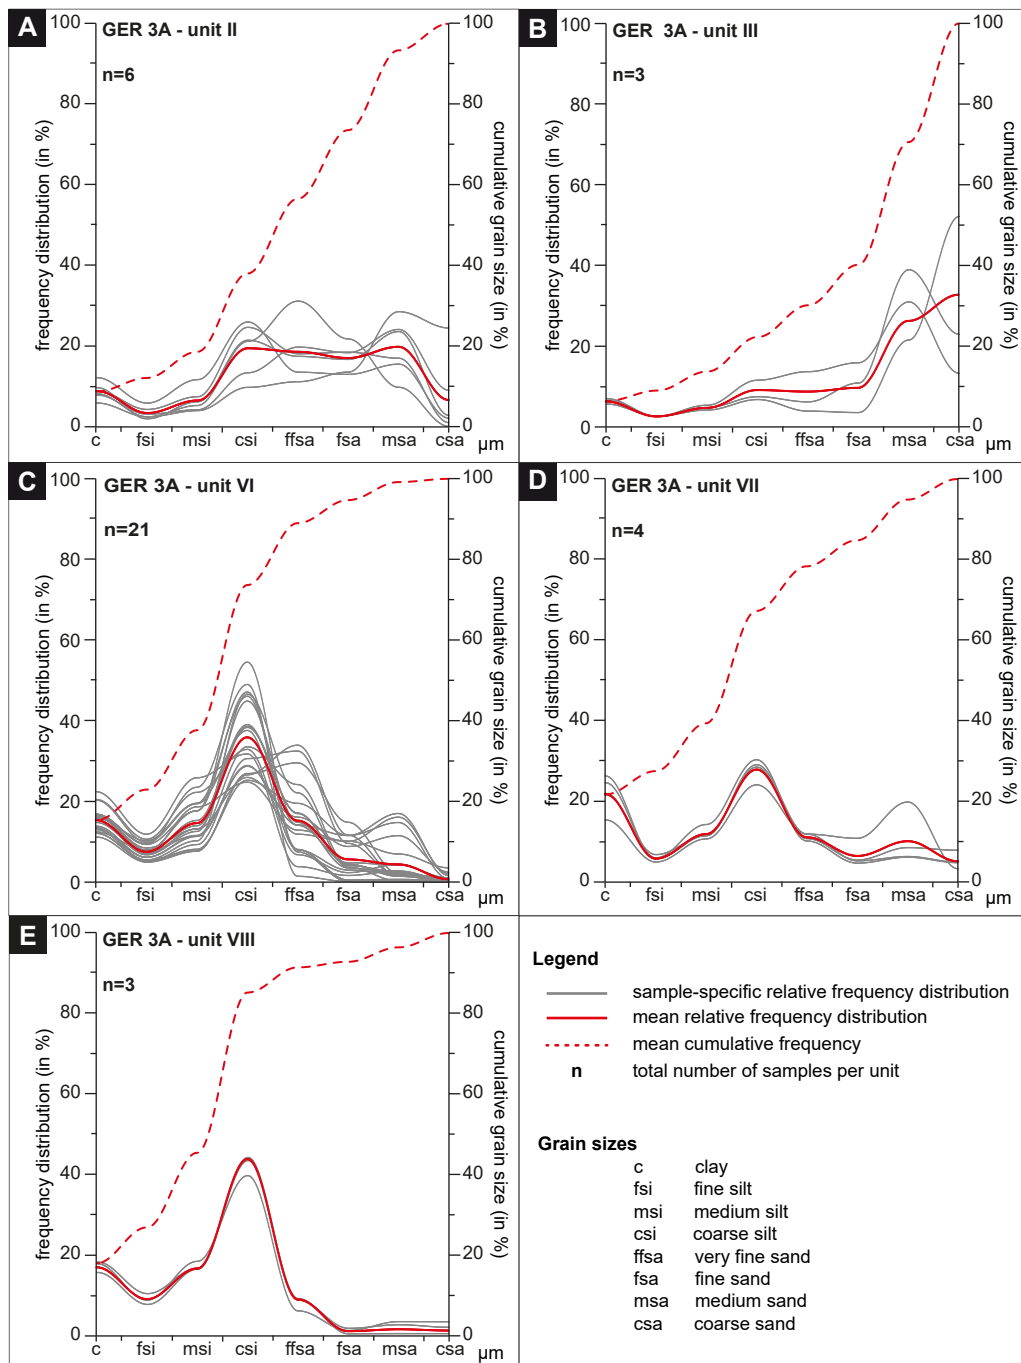 A
GER 3A - unit II
n=6
frequency distribution (in %)
cumulative grain size (in %)
100
80
60
40
20
0
100
80
60
40
20
0
c fsi msi csi ffsa fsa msa csa µm
B
GER 3A - unit III
n=3
frequency distribution (in %)
cumulative grain size (in %)
100
80
60
40
20
0
100
80
60
40
20
0
c fsi msi csi ffsa fsa msa csa µm
C
GER 3A - unit VI
n=21
frequency distribution (in %)
cumulative grain size (in %)
100
80
60
40
20
0
100
80
60
40
20
0
c fsi msi csi ffsa fsa msa csa µm
D
GER 3A - unit VII
n=4
frequency distribution (in %)
cumulative grain size (in %)
100
80
60
40
20
0
100
80
60
40
20
0
c fsi msi csi ffsa fsa msa csa µm
E
GER 3A - unit VIII
n=3
frequency distribution (in %)
cumulative grain size (in %)
100
80
60
40
20
0
100
80
60
40
20
0
c fsi msi csi ffsa fsa msa csa µm
Legend
sample-specific relative frequency distribution
mean relative frequency distribution
mean cumulative frequency
n total number of samples per unit
Grain sizes
c clay
fsi fine silt
msi medium silt
csi coarse silt
ffsa very fine sand
fsa fine sand
msa medium sand
csa coarse sand